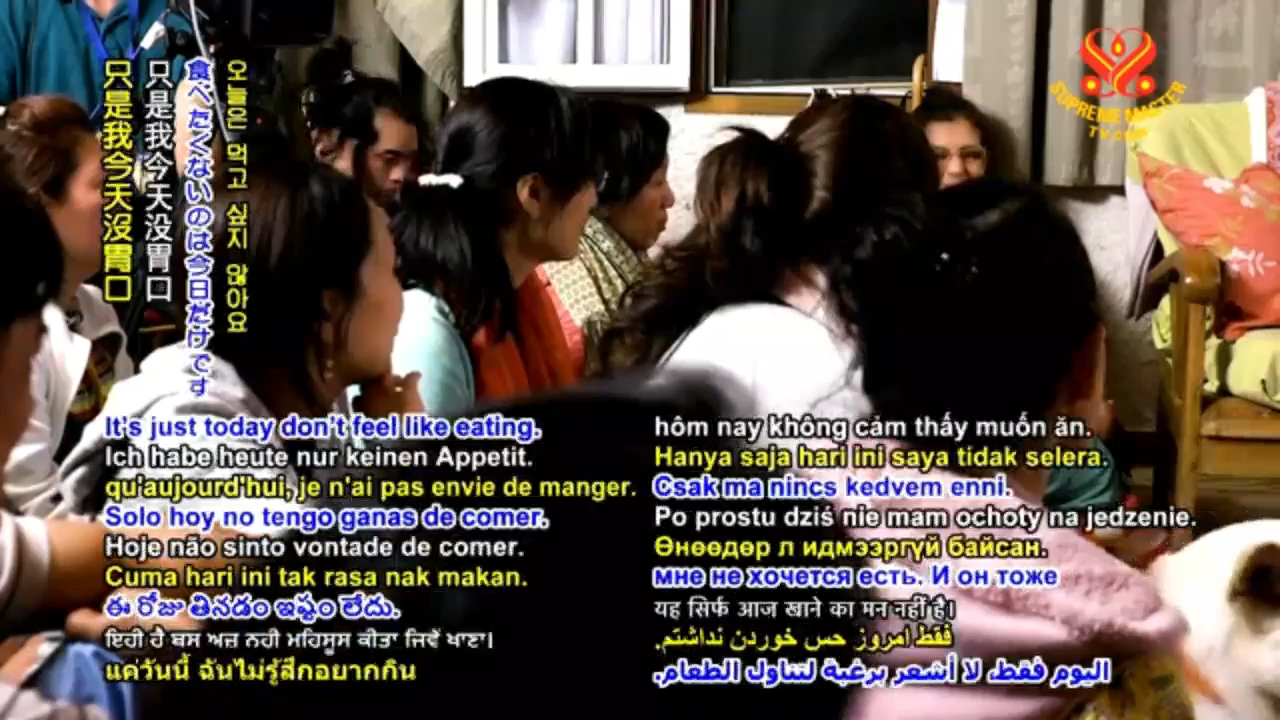 只是我今天沒胃口
只是我今天没胃口
食べたくないのは今日だけです
오늘은 먹고 싶지 않아요
SUPREME MASTER
TV.COM
It's just today don't feel like eating.
Ich habe heute nur keinen Appetit.
qu'aujourd'hui, je n'ai pas envie de manger.
Solo hoy no tengo ganas de comer.
Hoje não sinto vontade de comer.
Cuma hari ini tak rasa nak makan.
ఈ రోజు తినడం ఇష్టం లేదు.
ਇਹੀ ਹੈ ਬਸ ਅਜ਼ ਨਹੀ ਮਹਿਸੂਸ ਕੀਤਾ ਜਿਵੇਂ ਖਾਣਾ।
แค่วันนี้ ฉันไม่รู้สึกอยากกิน
hôm nay không cảm thấy muốn ăn.
Hanya saja hari ini saya tidak selera.
Csak ma nincs kedvem enni.
Po prostu dziś nie mam ochoty na jedzenie.
Өнөөдөр л идмээргүй байсан.
мне не хочется есть. И он тоже
यह सिर्फ आज खाने का मन नहीं है।
فقط امروز حس خوردن نداشتم.
اليوم فقط، لا أشعر برغبة لتناول الطعام.